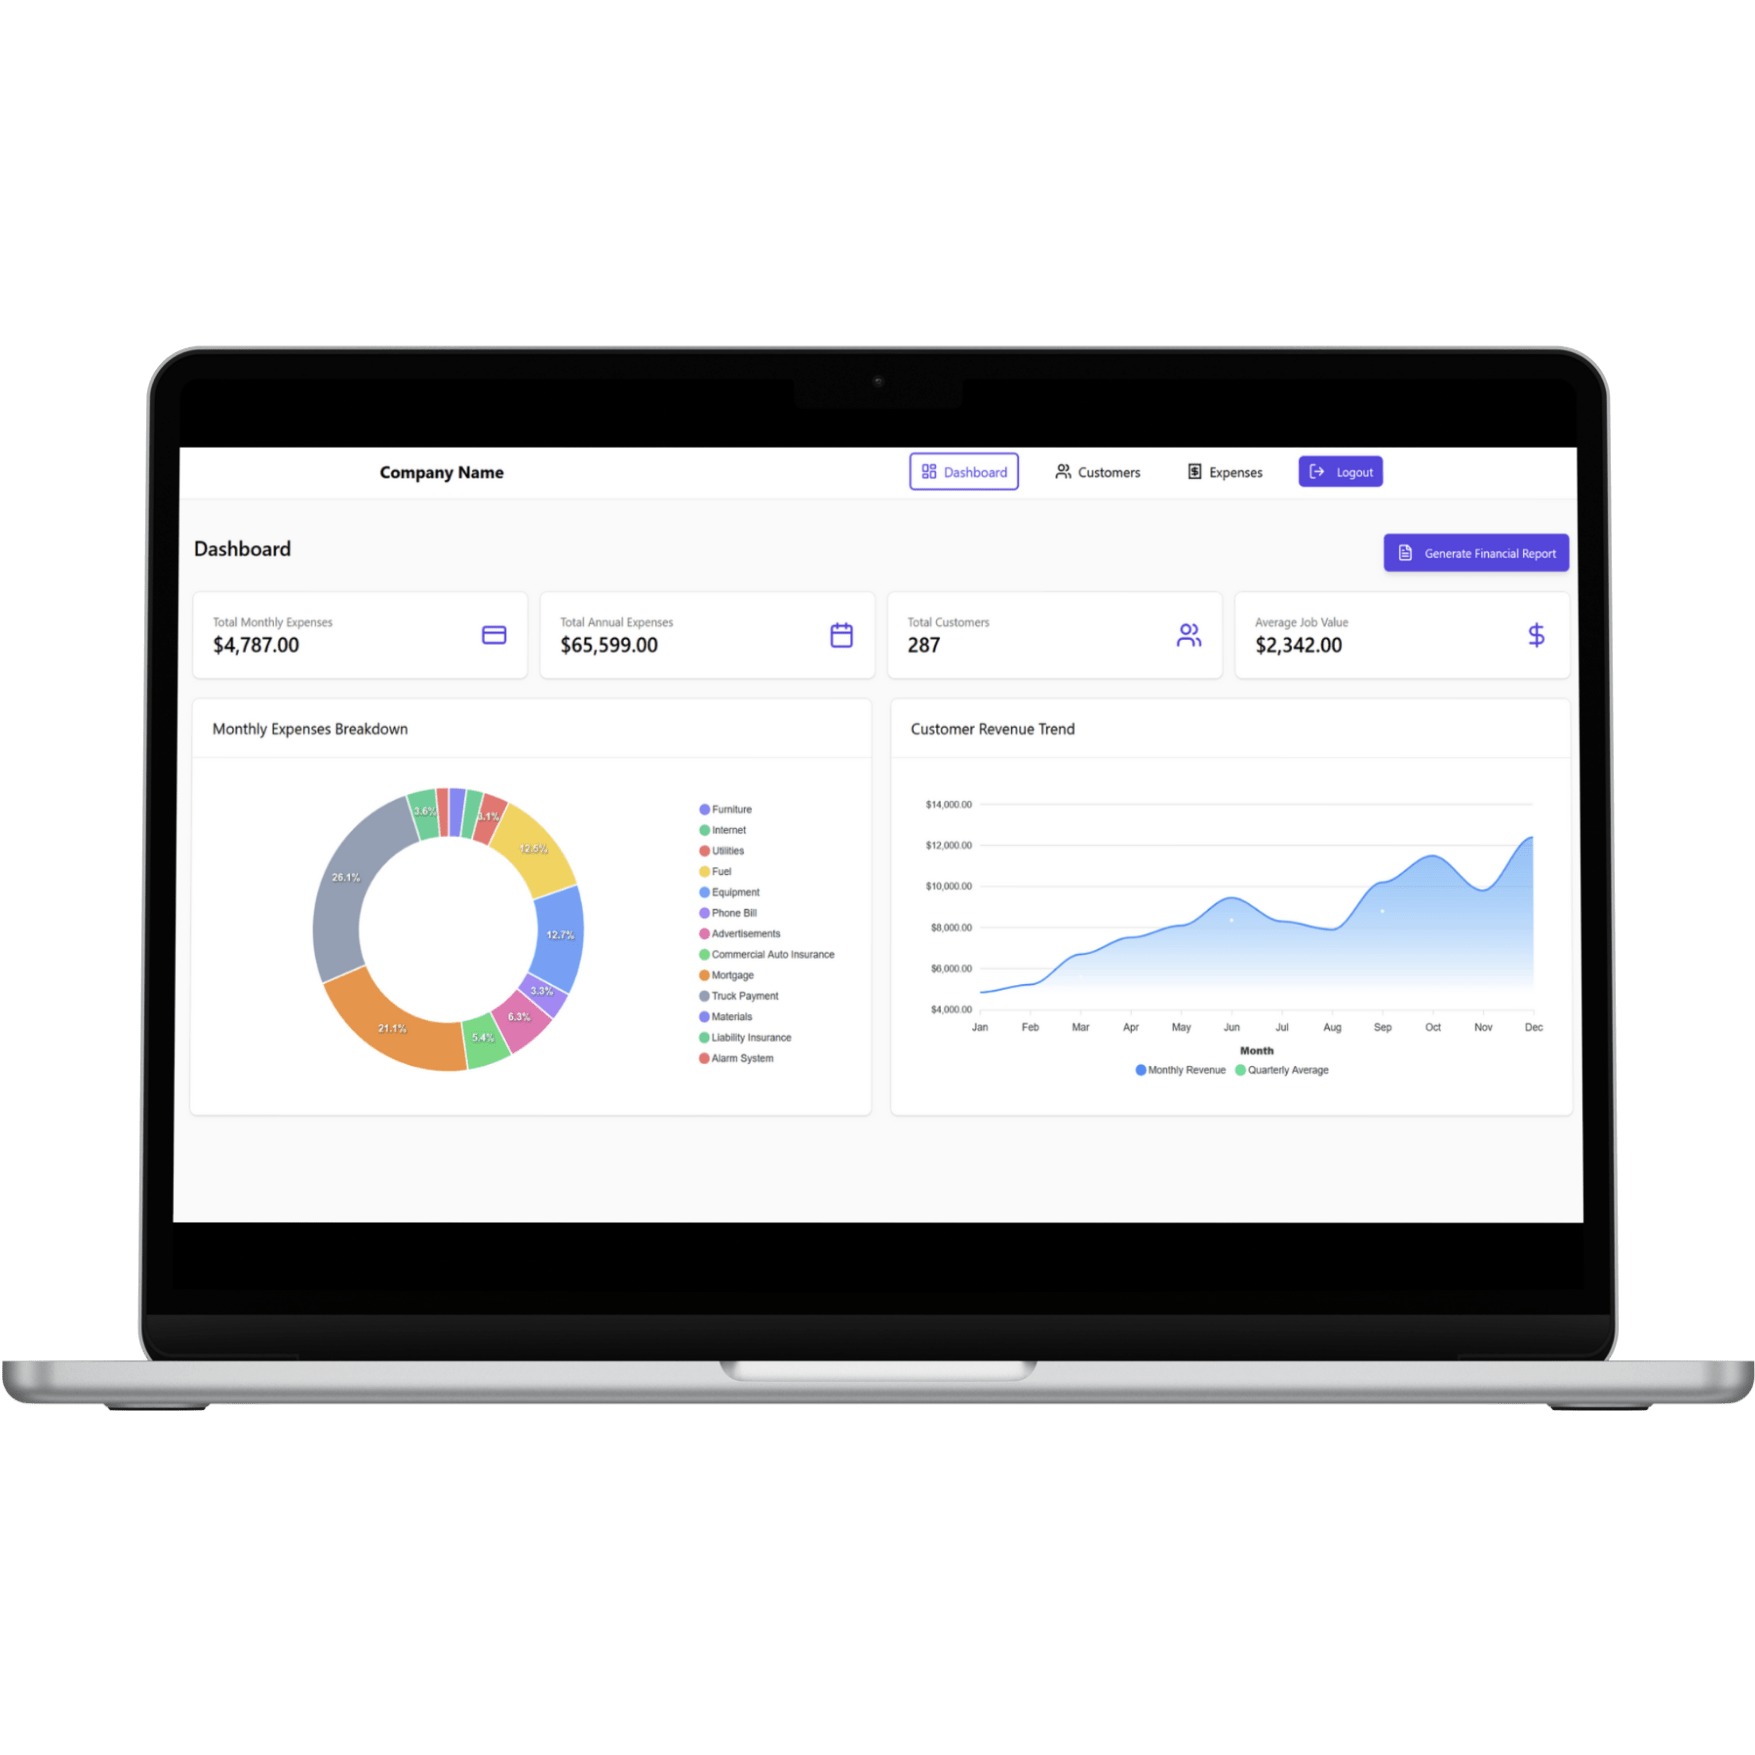 Company Name
Dashboard
Customers
Expenses
Logout
Dashboard
Generate Financial Report
Total Monthly Expenses
$4,787.00
Total Annual Expenses
$65,599.00
Total Customers
287
Average Job Value
$2,342.00
Monthly Expenses Breakdown
3.6%
3.1%
12.5%
26.1%
12.7%
3.3%
6.3%
5.4%
21.1%
Furniture
Internet
Utilities
Fuel
Equipment
Phone Bill
Advertisements
Commercial Auto Insurance
Mortgage
Truck Payment
Materials
Liability Insurance
Alarm System
Customer Revenue Trend
$14,000.00
$12,000.00
$10,000.00
$8,000.00
$6,000.00
$4,000.00
Jan Feb Mar Apr May Jun Jul Aug Sep Oct Nov Dec
Month
Monthly Revenue Quarterly Average